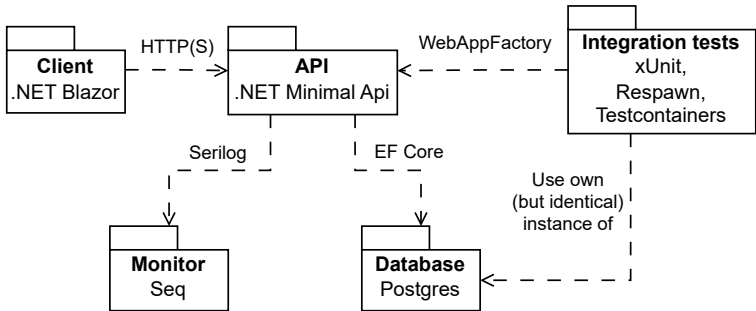 Client
.NET Blazor
HTTP(S)
API
.NET Minimal Api
WebAppFactory
Integration tests
xUnit,
Respawn,
Testcontainers
Serilog
EF Core
Use own
(but identical)
instance of
Monitor
Seq
Database
Postgres